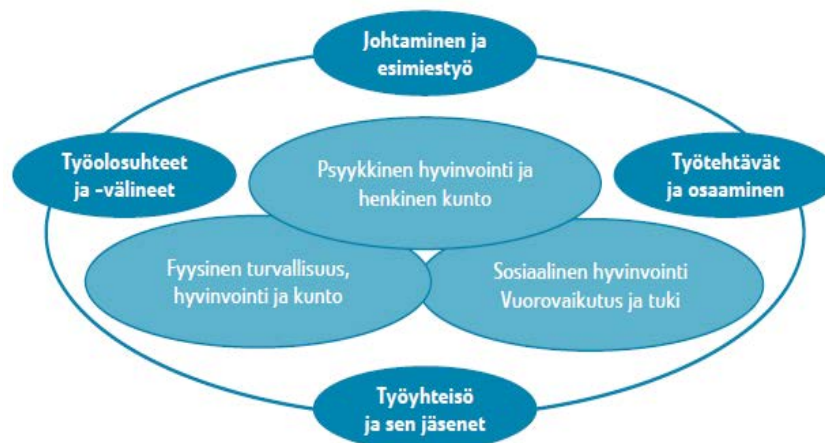 Johtaminen ja
esimiestyö
Työolosuhteet
ja -välineet
Psyykkinen hyvinvointi ja
henkinen kunto
Työtehtävät
ja osaaminen
Fyysinen turvallisuus,
hyvinvointi ja kunto
Sosiaalinen hyvinvointi
Vuorovaikutus ja tuki
Työyhteisö
ja sen jäsenet